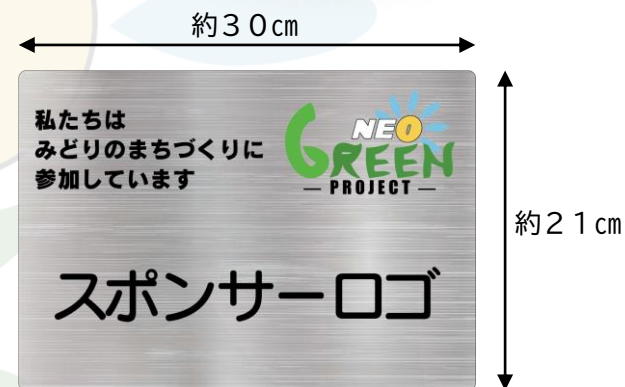 約３０㎝
私たちは
みどりのまちづくりに
参加しています
NEO
GREEN
— PROJECT —
約２１㎝
スポンサーロゴ